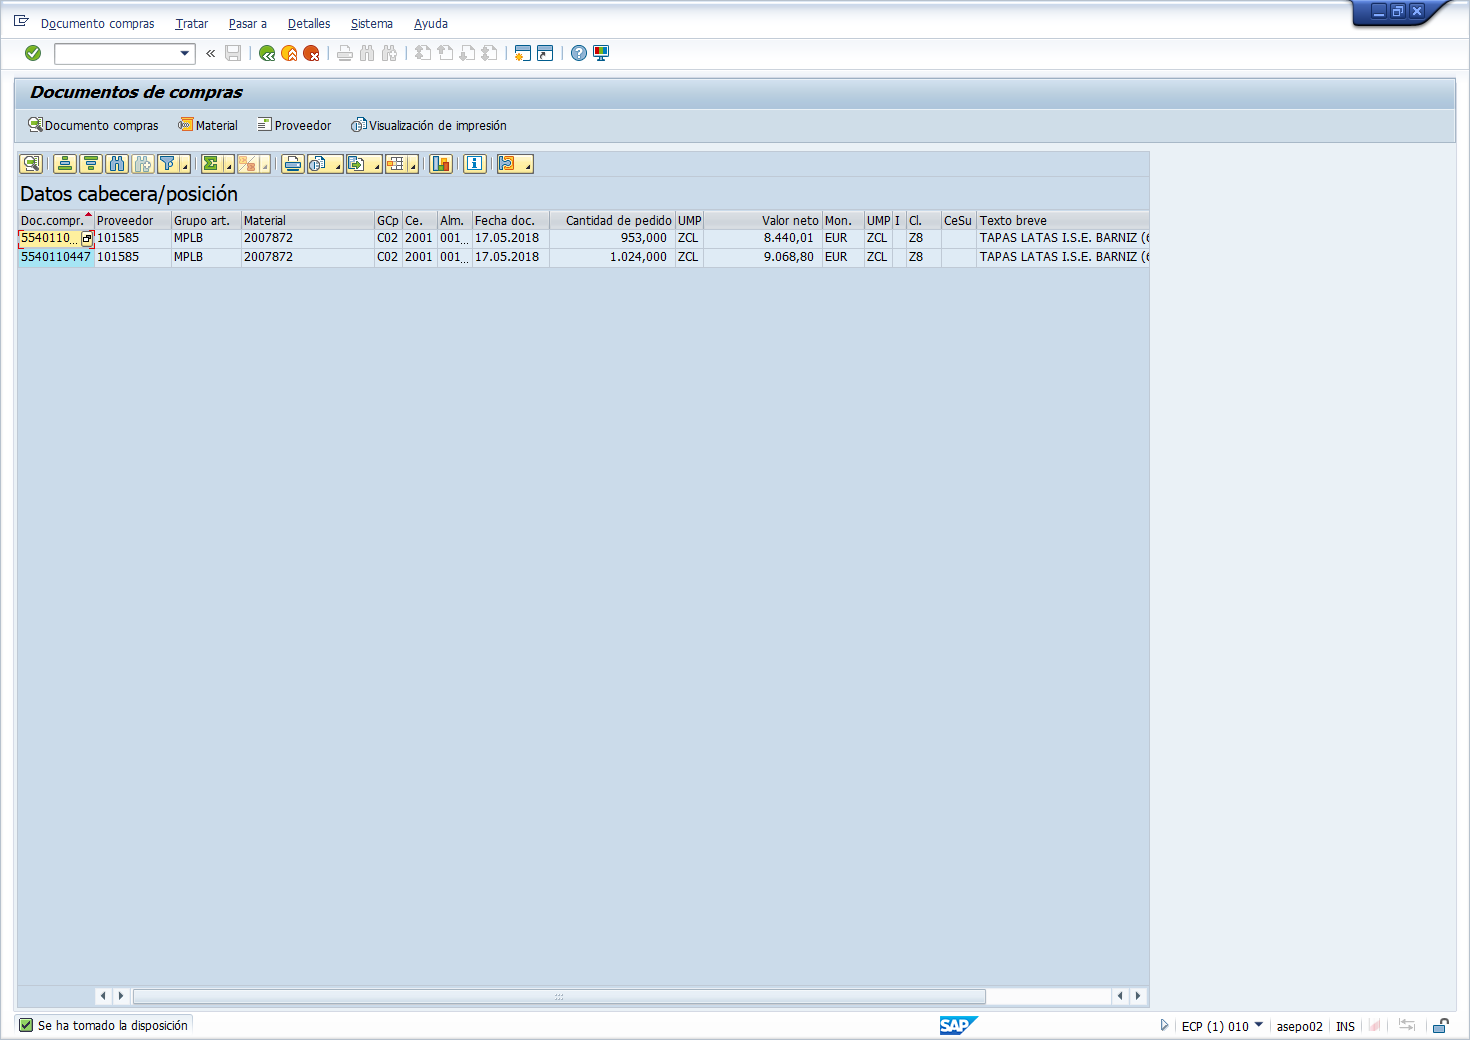 Documento compras Tratar Pasar a Detalles Sistema Ayuda
Documentos de compras
Documento compras Material Proveedor Visualización de impresión
Datos cabecera/posición
Doc.compr. Proveedor Grupo art. Material GCp Ce. Alm. Fecha doc. Cantidad de pedido UMP Valor neto Mon. UMP I Cl. CeSu Texto breve
5540110... 101585 MPLB 2007872 C02 2001 001... 17.05.2018 953,000 ZCL 8.440,01 EUR ZCL Z8 TAPAS LATAS I.S.E. BARNIZ (6
5540110447 101585 MPLB 2007872 C02 2001 001... 17.05.2018 1.024,000 ZCL 9.068,80 EUR ZCL Z8 TAPAS LATAS I.S.E. BARNIZ (6
Se ha tomado la disposición SAP ECP (1) 010 asepo02 INS